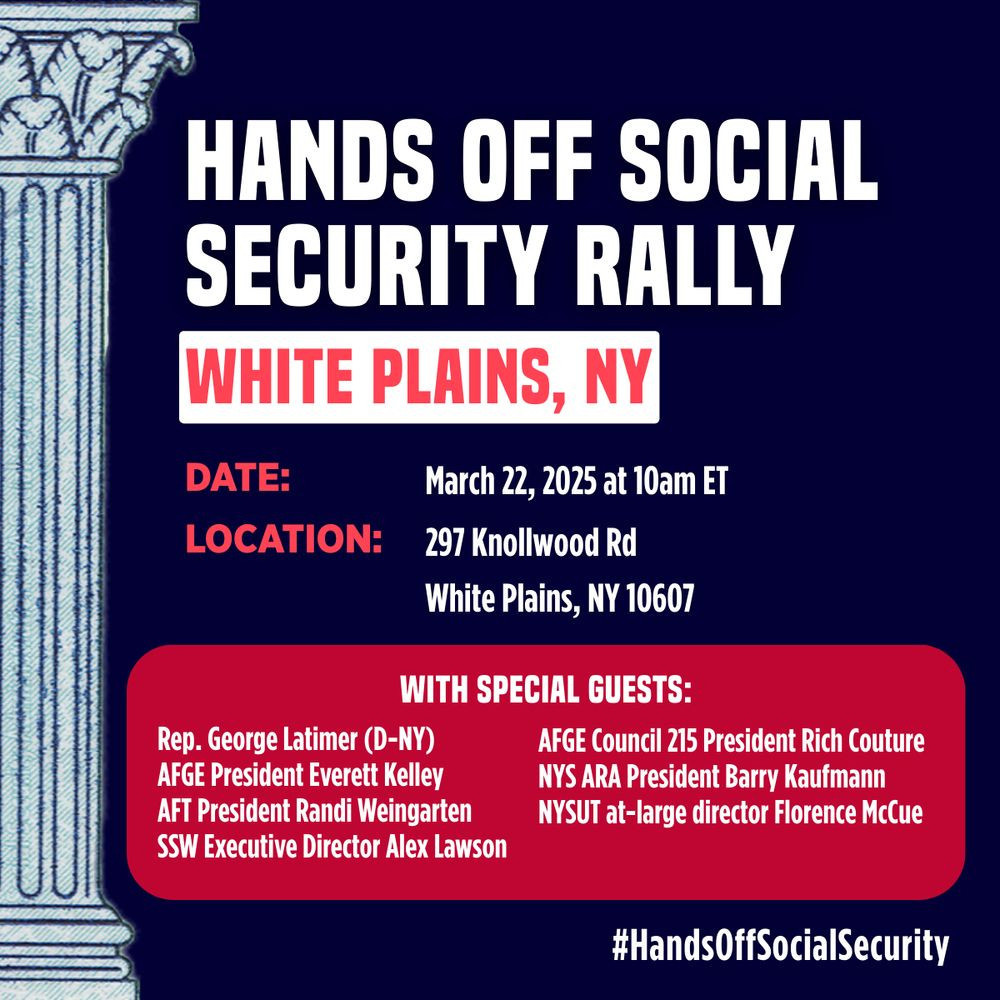 HANDS OFF SOCIAL
SECURITY RALLY
WHITE PLAINS, NY
DATE: March 22, 2025 at 10am ET
LOCATION: 297 Knollwood Rd
White Plains, NY 10607
WITH SPECIAL GUESTS:
Rep. George Latimer (D-NY)
AFGE President Everett Kelley
AFT President Randi Weingarten
SSW Executive Director Alex Lawson
AFGE Council 215 President Rich Couture
NYS ARA President Barry Kaufmann
NYSUT at-large director Florence McCue
#HandsOffSocialSecurity